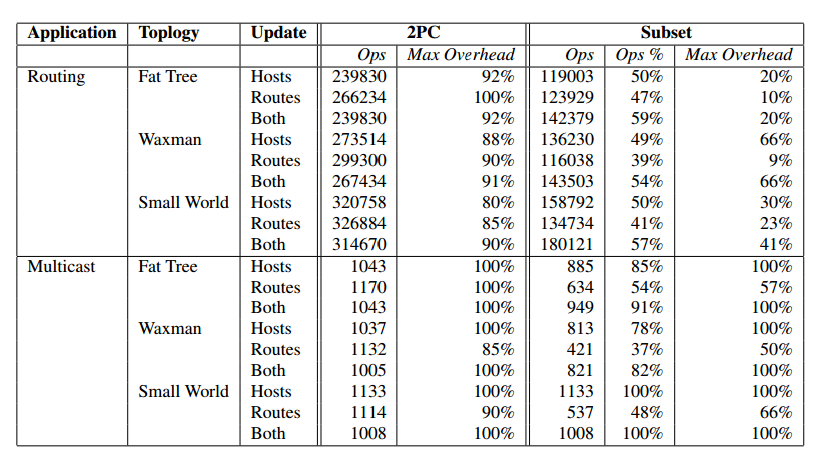 Application Toplogy Update 2PC Subset
Ops Max Overhead Ops Ops % Max Overhead
Routing Fat Tree Hosts 239830 92% 119003 50% 20%
Routes 266234 100% 123929 47% 10%
Both 239830 92% 142379 59% 20%
Waxman Hosts 273514 88% 136230 49% 66%
Routes 299300 90% 116038 39% 9%
Both 267434 91% 143503 54% 66%
Small World Hosts 320758 80% 158792 50% 30%
Routes 326884 85% 134734 41% 23%
Both 314670 90% 180121 57% 41%
Multicast Fat Tree Hosts 1043 100% 885 85% 100%
Routes 1170 100% 634 54% 57%
Both 1043 100% 949 91% 100%
Waxman Hosts 1037 100% 813 78% 100%
Routes 1132 85% 421 37% 50%
Both 1005 100% 821 82% 100%
Small World Hosts 1133 100% 1133 100% 100%
Routes 1114 90% 537 48% 66%
Both 1008 100% 1008 100% 100%